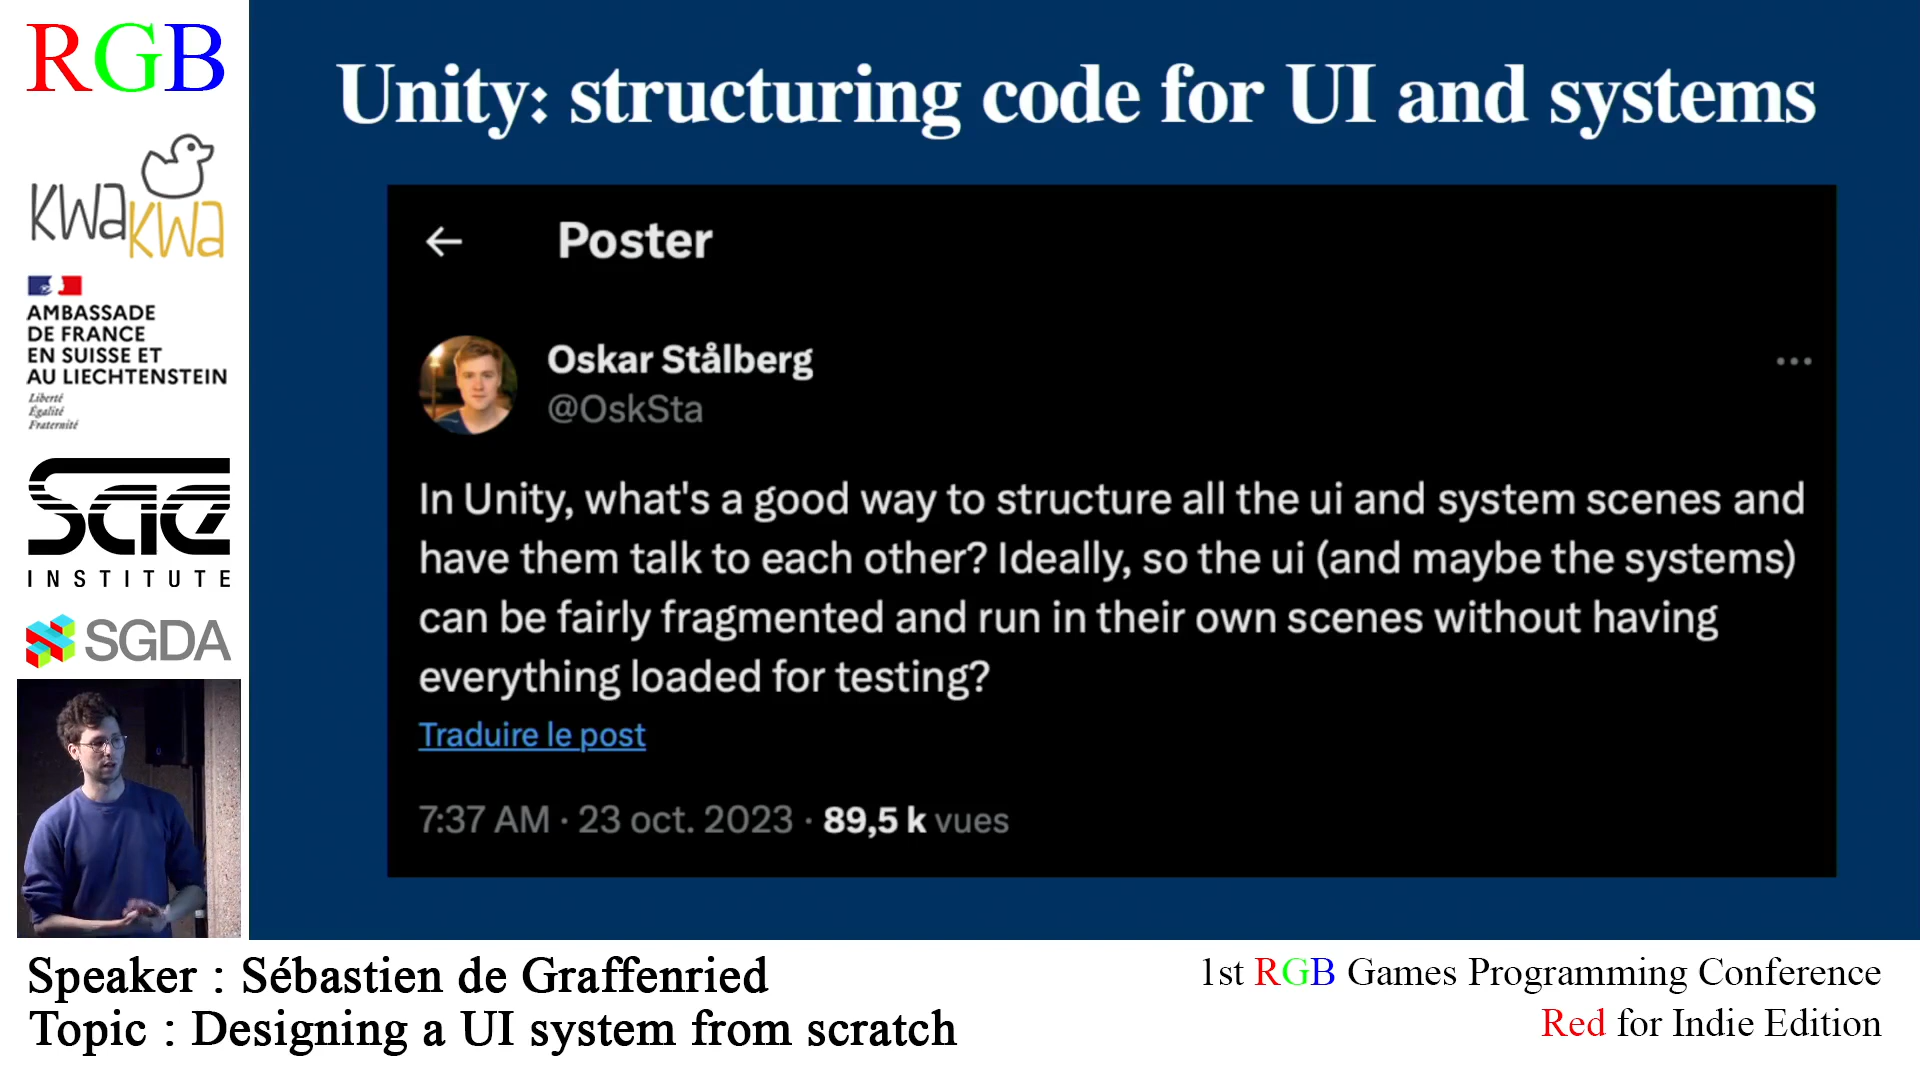 RGB
KWAKWA
AMBASSADE
DE FRANCE
EN SUISSE ET
AU LIECHTENSTEIN
Liberté
Égalité
Fraternité
SAE
INSTITUTE
SGDA
Unity: structuring code for UI and systems
Poster
Oskar Stålberg
@OskSta
In Unity, what's a good way to structure all the ui and system scenes and
have them talk to each other? Ideally, so the ui (and maybe the systems)
can be fairly fragmented and run in their own scenes without having
everything loaded for testing?
Traduire le post
7:37 AM · 23 oct. 2023 · 89,5 k vues
Speaker : Sébastien de Graffenried
Topic : Designing a UI system from scratch
1st RGB Games Programming Conference
Red for Indie Edition